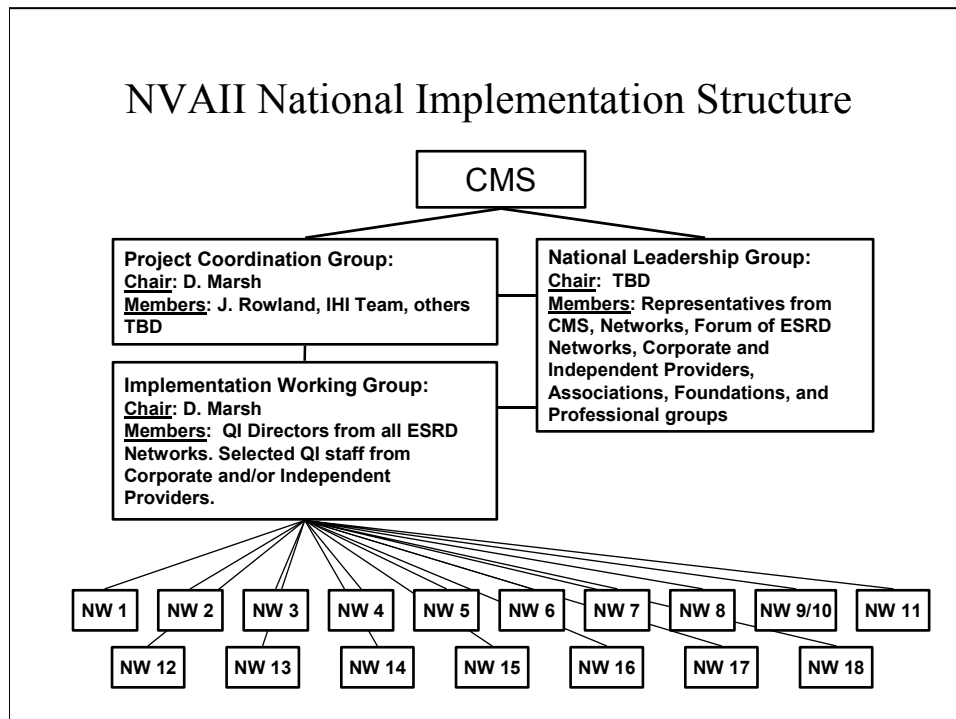 NVAII National Implementation Structure
CMS
Project Coordination Group:
Chair: D. Marsh
Members: J. Rowland, IHI Team, others
TBD
National Leadership Group:
Chair:  TBD
Members: Representatives from
CMS, Networks, Forum of ESRD
Networks, Corporate and
Independent Providers,
Associations, Foundations, and
Professional groups
Implementation Working Group:
Chair: D. Marsh
Members:  QI Directors from all ESRD
Networks. Selected QI staff from
Corporate and/or Independent
Providers.
NW 1 NW 2 NW 3 NW 4 NW 5 NW 6 NW 7 NW 8 NW 9/10 NW 11
NW 12 NW 13 NW 14 NW 15 NW 16 NW 17 NW 18